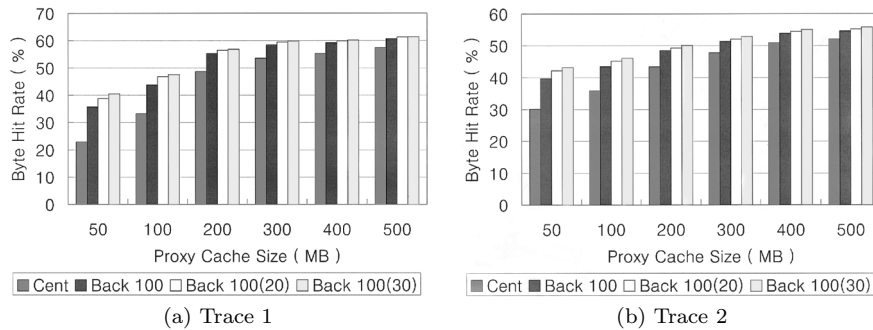 70
60
50
40
30
20
10
0
Byte Hit Rate ( % )
50 100 200 300 400 500
Proxy Cache Size ( MB )
Cent Back 100 Back 100(20) Back 100(30)
(a) Trace 1
60
50
40
30
20
10
0
Byte Hit Rate ( % )
50 100 200 300 400 500
Proxy Cache Size ( MB )
Cent Back 100 Back 100(20) Back 100(30)
(b) Trace 2